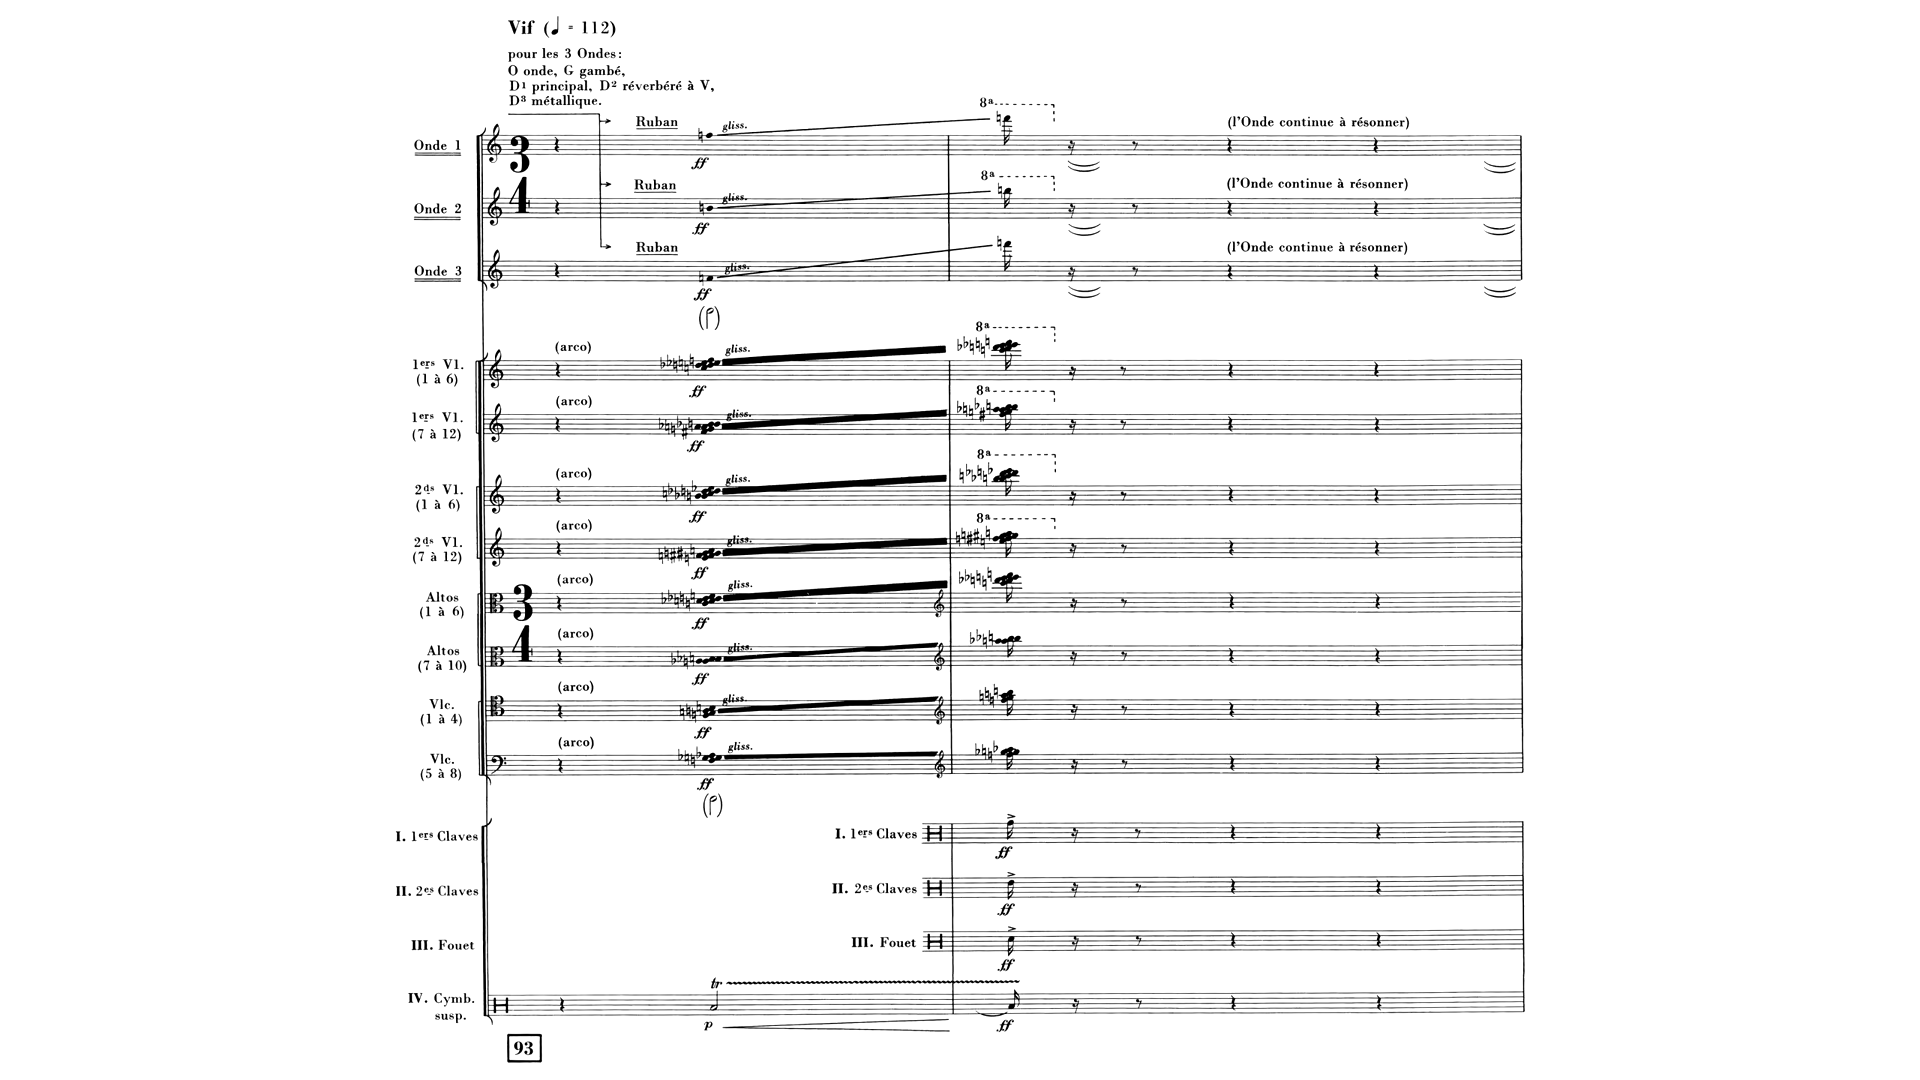 Vif (♩ = 112)
pour les 3 Ondes:
O onde, G gambé,
D¹ principal, D² réverbéré à V,
D³ métallique.
8ª
Onde 1
3
4
Ruban
gliss.
ff
(l'Onde continue à résonner)
8ª
Onde 2
Ruban
gliss.
ff
(l'Onde continue à résonner)
Onde 3
Ruban
gliss.
ff
(l'Onde continue à résonner)
8ª
1ers Vl.
(1 à 6)
(arco)
gliss.
ff
8ª
1ers Vl.
(7 à 12)
(arco)
gliss.
ff
8ª
2ds Vl.
(1 à 6)
(arco)
gliss.
ff
8ª
2ds Vl.
(7 à 12)
(arco)
gliss.
ff
Altos
(1 à 6)
3
4
(arco)
gliss.
ff
Altos
(7 à 10)
(arco)
gliss.
ff
Vlc.
(1 à 4)
(arco)
gliss.
ff
Vlc.
(5 à 8)
(arco)
gliss.
ff
I. 1ers Claves
I. 1ers Claves
ff
II. 2es Claves
II. 2es Claves
ff
III. Fouet
III. Fouet
ff
IV. Cymb.
susp.
tr
p
ff
93